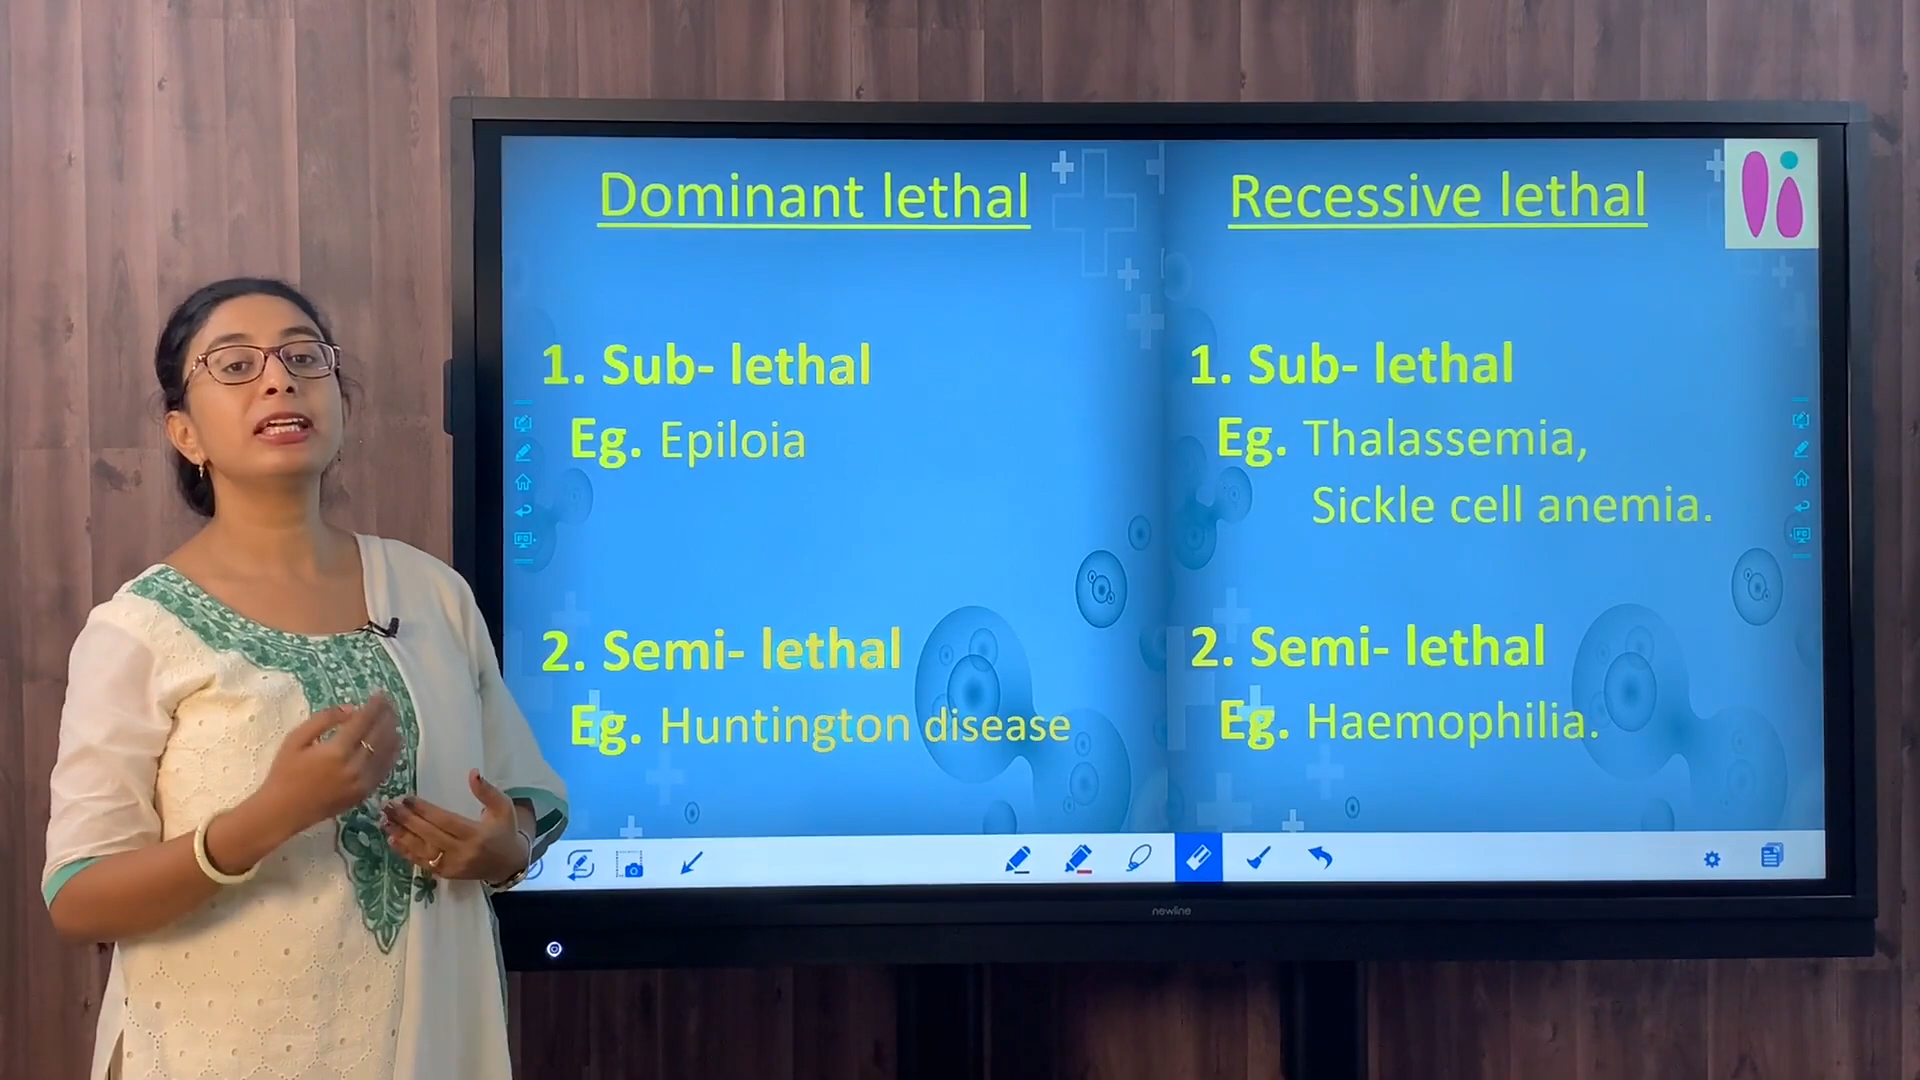 Dominant lethal
1. Sub- lethal
Eg. Epiloia
2. Semi- lethal
Eg. Huntington disease
Recessive lethal
1. Sub- lethal
Eg. Thalassemia,
Sickle cell anemia.
2. Semi- lethal
Eg. Haemophilia.
newline